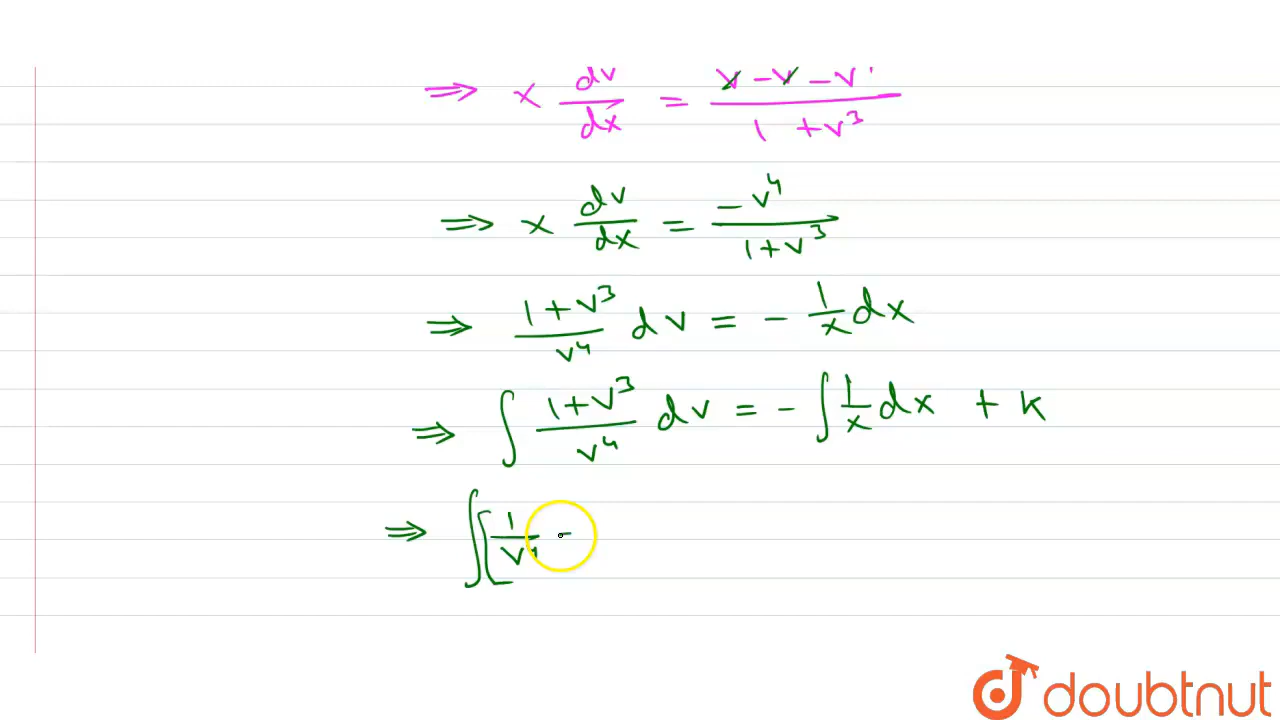 ⇒ x dv/dx = (v - v - v)/(1 + v³)
⇒ x dv/dx = -v⁴/(1+v³)
⇒ (1+v³)/v⁴ dv = - 1/x dx
⇒ ∫ (1+v³)/v⁴ dv = - ∫ 1/x dx + k
⇒ ∫[ 1/v⁴ -
doubtnut